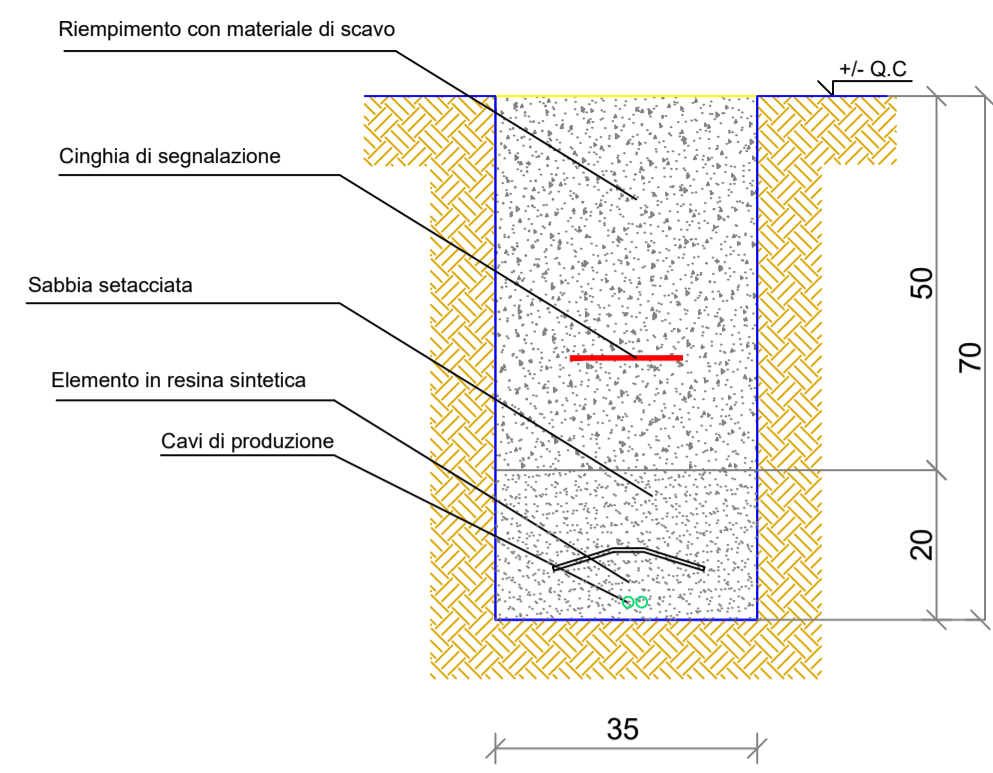 Riempimento con materiale di scavo
+/- Q.C
Cinghia di segnalazione
Sabbia setacciata
50
70
Elemento in resina sintetica
Cavi di produzione
20
35